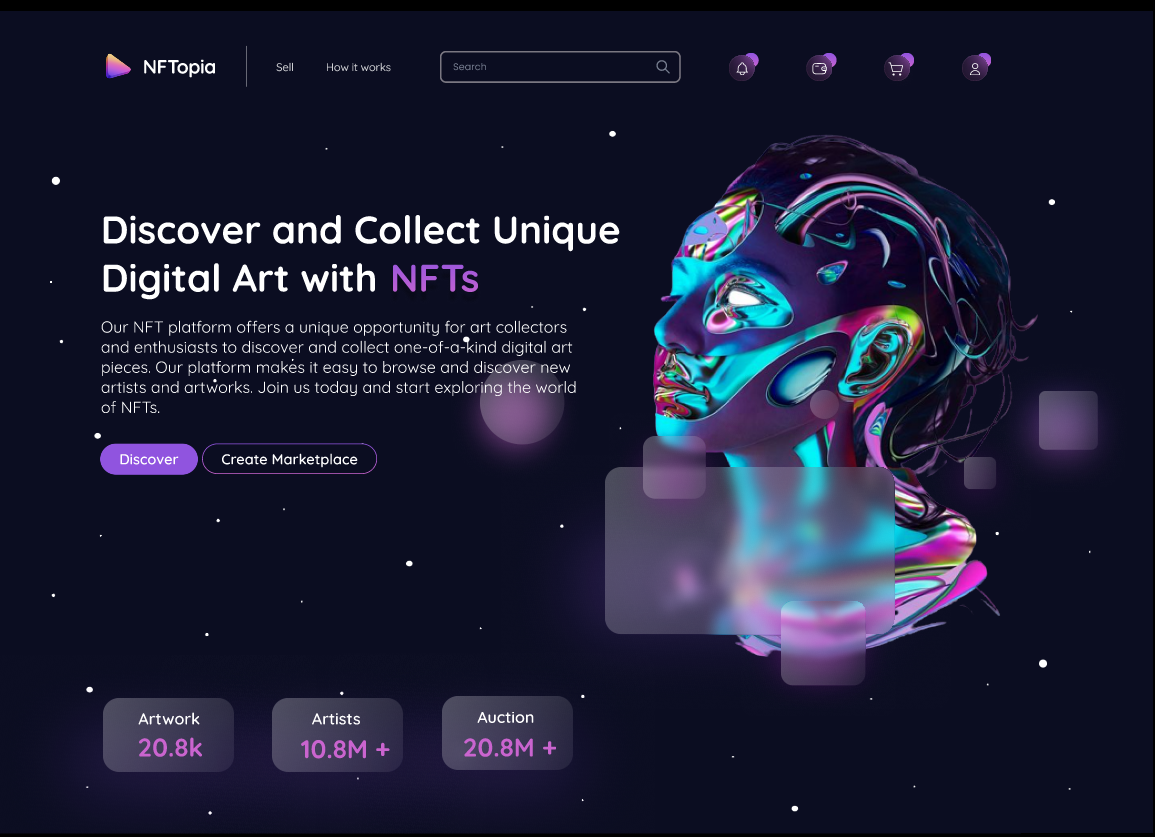 NFTopia
Sell
How it works
Search
Discover and Collect Unique
Digital Art with NFTs
Our NFT platform offers a unique opportunity for art collectors
and enthusiasts to discover and collect one-of-a-kind digital art
pieces. Our platform makes it easy to browse and discover new
artists and artworks. Join us today and start exploring the world
of NFTs.
Discover
Create Marketplace
Artwork
20.8k
Artists
10.8M +
Auction
20.8M +